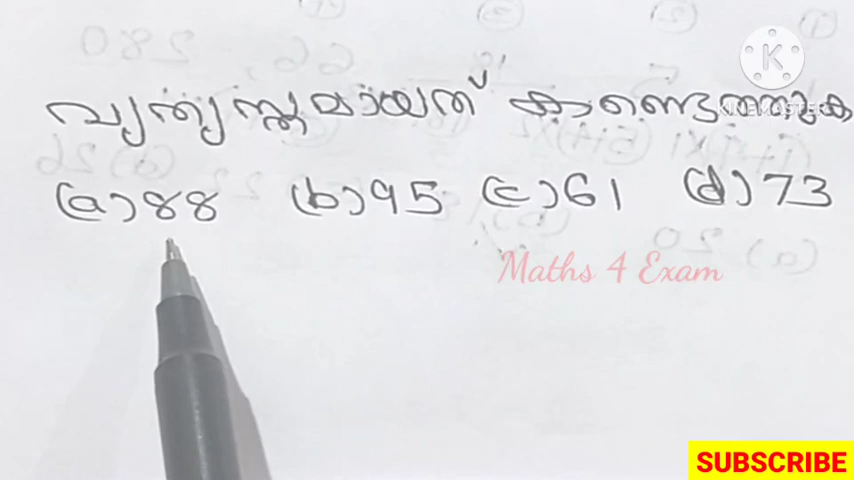 വ്യത്യസ്തമായത് കണ്ടെത്തുക
(a) 88 (b) 95 (c) 61 (d) 73
Maths 4 Exam
KINEMASTER
SUBSCRIBE